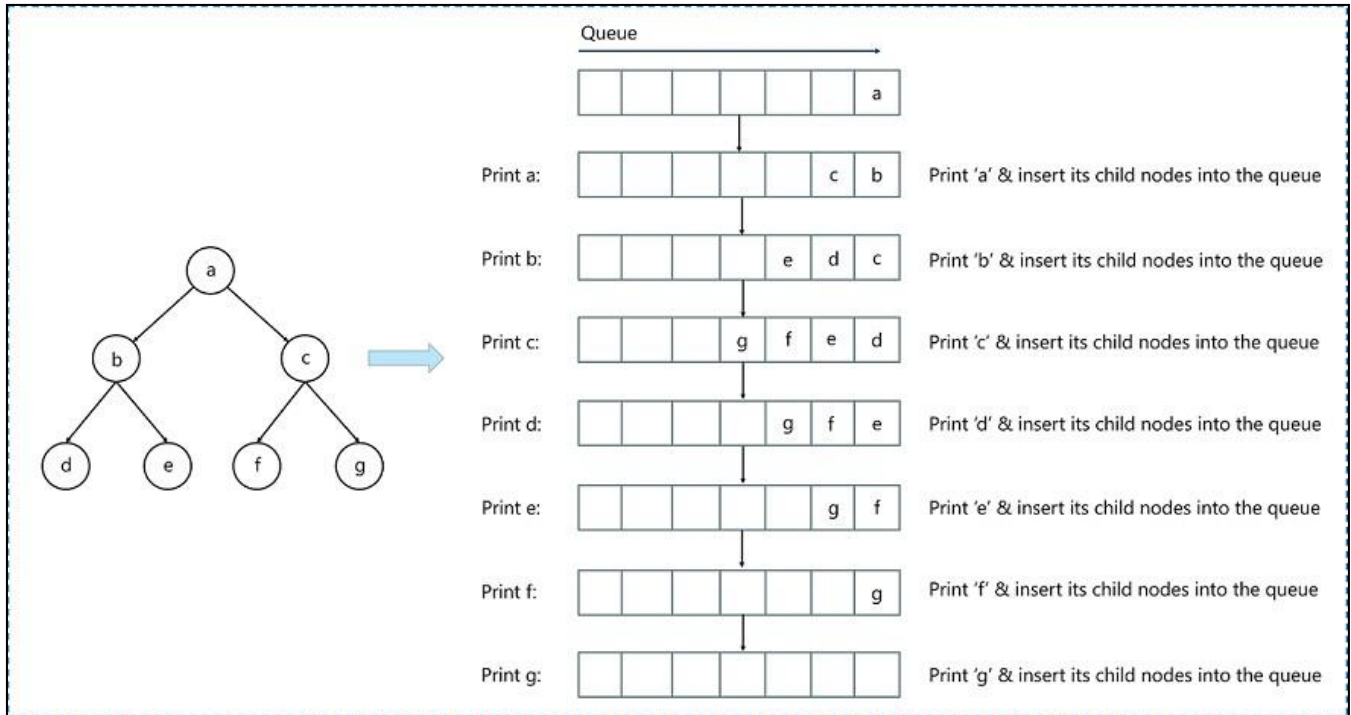 Queue
a
Print a: c b Print 'a' & insert its child nodes into the queue
Print b: e d c Print 'b' & insert its child nodes into the queue
Print c: g f e d Print 'c' & insert its child nodes into the queue
Print d: g f e Print 'd' & insert its child nodes into the queue
Print e: g f Print 'e' & insert its child nodes into the queue
Print f: g Print 'f' & insert its child nodes into the queue
Print g: Print 'g' & insert its child nodes into the queue
a
b c
d e f g